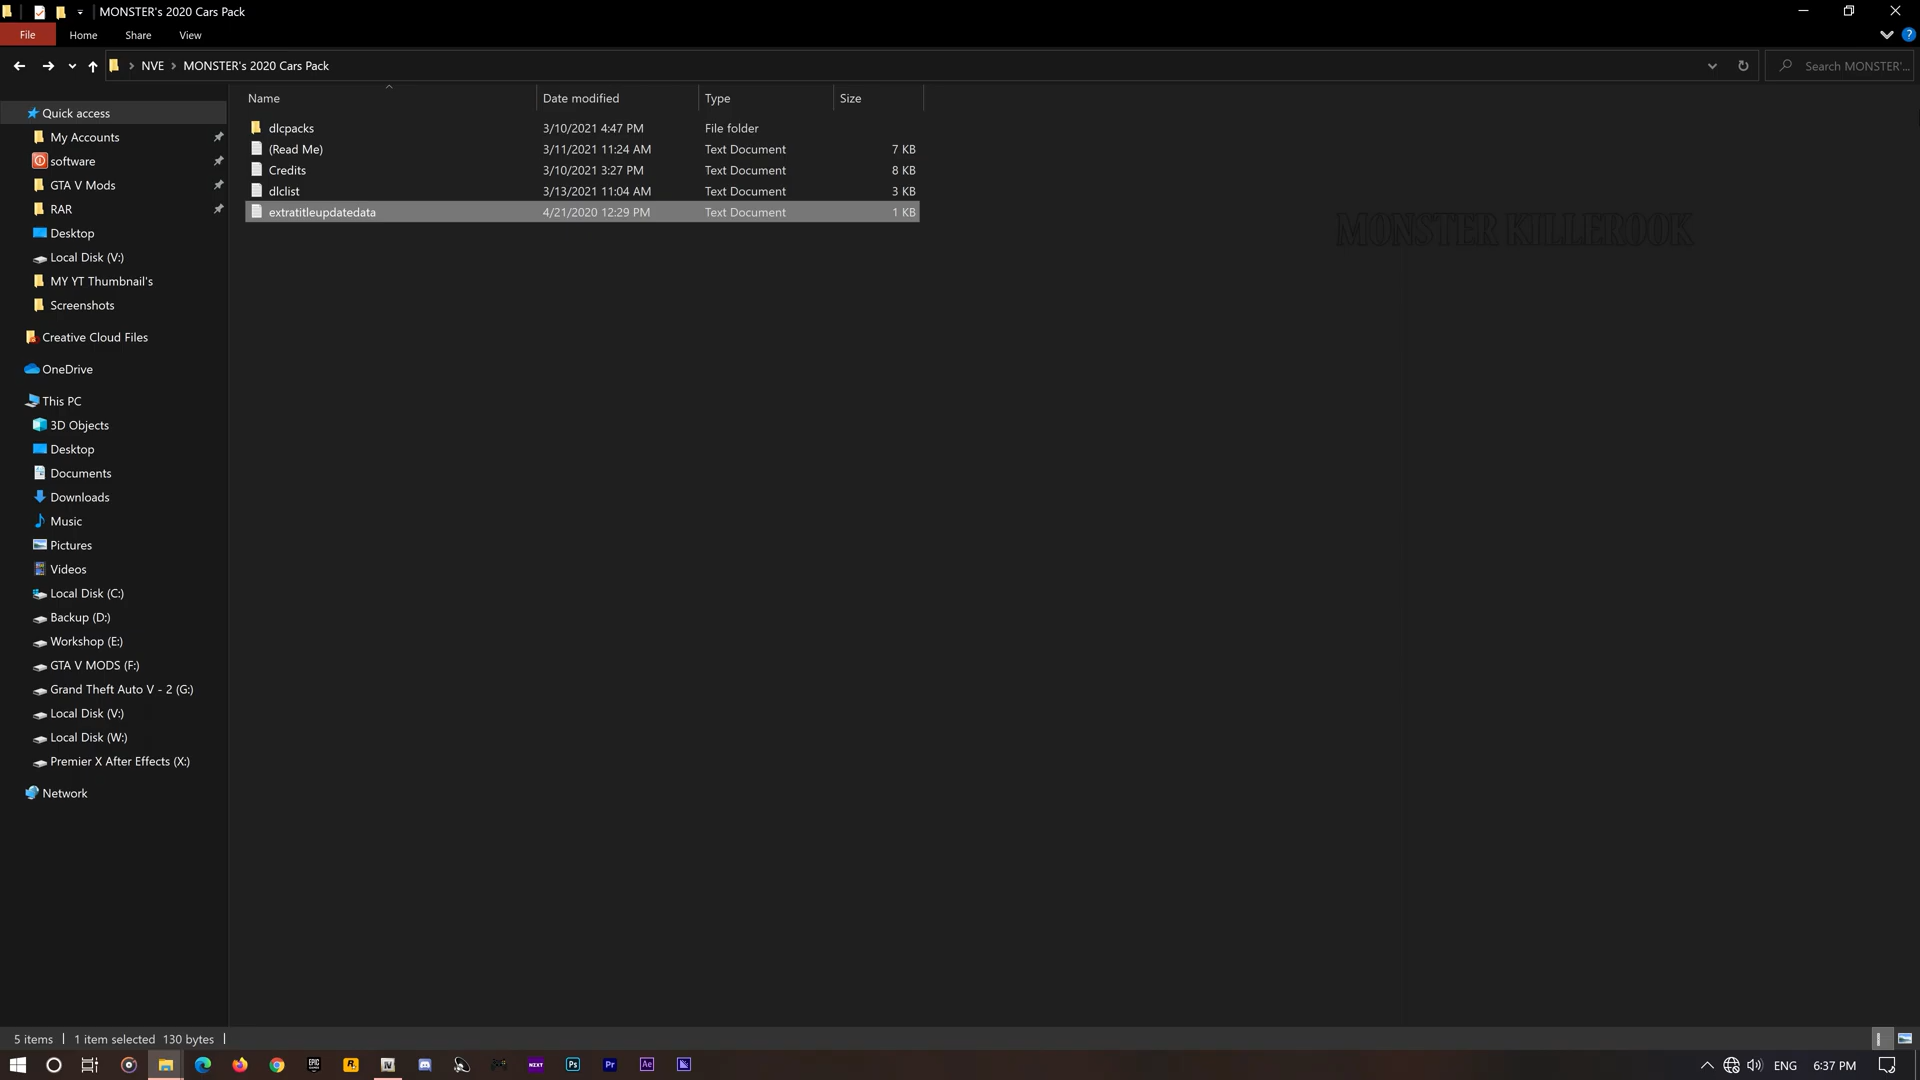 MONSTER's 2020 Cars Pack
File Home Share View
NVE MONSTER's 2020 Cars Pack
Search MONSTER'...
Name Date modified Type Size
dlcpacks 3/10/2021 4:47 PM File folder
(Read Me) 3/11/2021 11:24 AM Text Document 7 KB
Credits 3/10/2021 3:27 PM Text Document 8 KB
dlclist 3/13/2021 11:04 AM Text Document 3 KB
extratitleupdatedata 4/21/2020 12:29 PM Text Document 1 KB
MONSTER KILLEROOK
Quick access
My Accounts
software
GTA V Mods
RAR
Desktop
Local Disk (V:)
MY YT Thumbnail's
Screenshots
Creative Cloud Files
OneDrive
This PC
3D Objects
Desktop
Documents
Downloads
Music
Pictures
Videos
Local Disk (C:)
Backup (D:)
Workshop (E:)
GTA V MODS (F:)
Grand Theft Auto V - 2 (G:)
Local Disk (V:)
Local Disk (W:)
Premier X After Effects (X:)
Network
5 items 1 item selected 130 bytes
EPIC GAMES R IV NEXT Ps Pr Ae ENG 6:37 PM